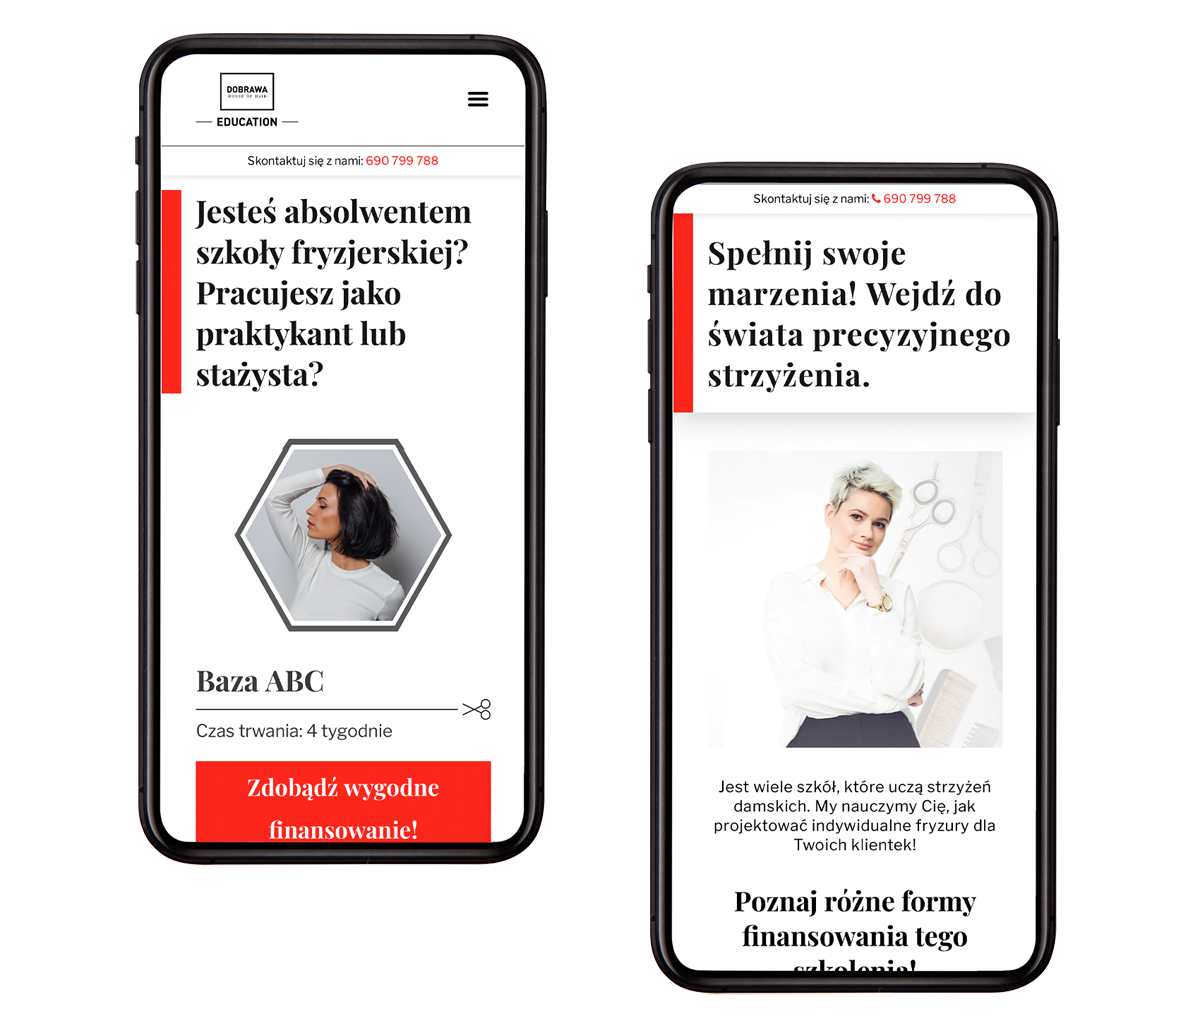 DOBRAWA
HOUSE OF HAIR
EDUCATION
Skontaktuj się z nami: 690 799 788
Jesteś absolwentem
szkoły fryzjerskiej?
Pracujesz jako
praktykant lub
stażysta?
Baza ABC
Czas trwania: 4 tygodnie
Zdobądź wygodne
finansowanie!
Skontaktuj się z nami: 690 799 788
Spełnij swoje
marzenia! Wejdź do
świata precyzyjnego
strzyżenia.
Jest wiele szkół, które uczą strzyżeń
damskich. My nauczymy Cię, jak
projektować indywidualne fryzury dla
Twoich klientek!
Poznaj różne formy
finansowania tego
szkolenia!